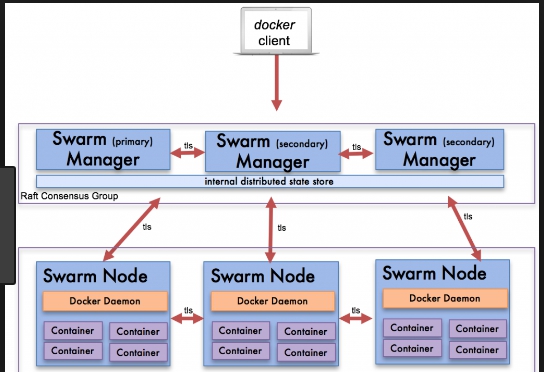 docker
client
Swarm (primary)
Manager
tls
Swarm (secondary)
Manager
tls
Swarm (secondary)
Manager
internal distributed state store
Raft Consensus Group
tls
tls
tls
Swarm Node
Docker Daemon
Container Container
Container Container
tls
Swarm Node
Docker Daemon
Container Container
Container Container
tls
Swarm Node
Docker Daemon
Container Container
Container Container